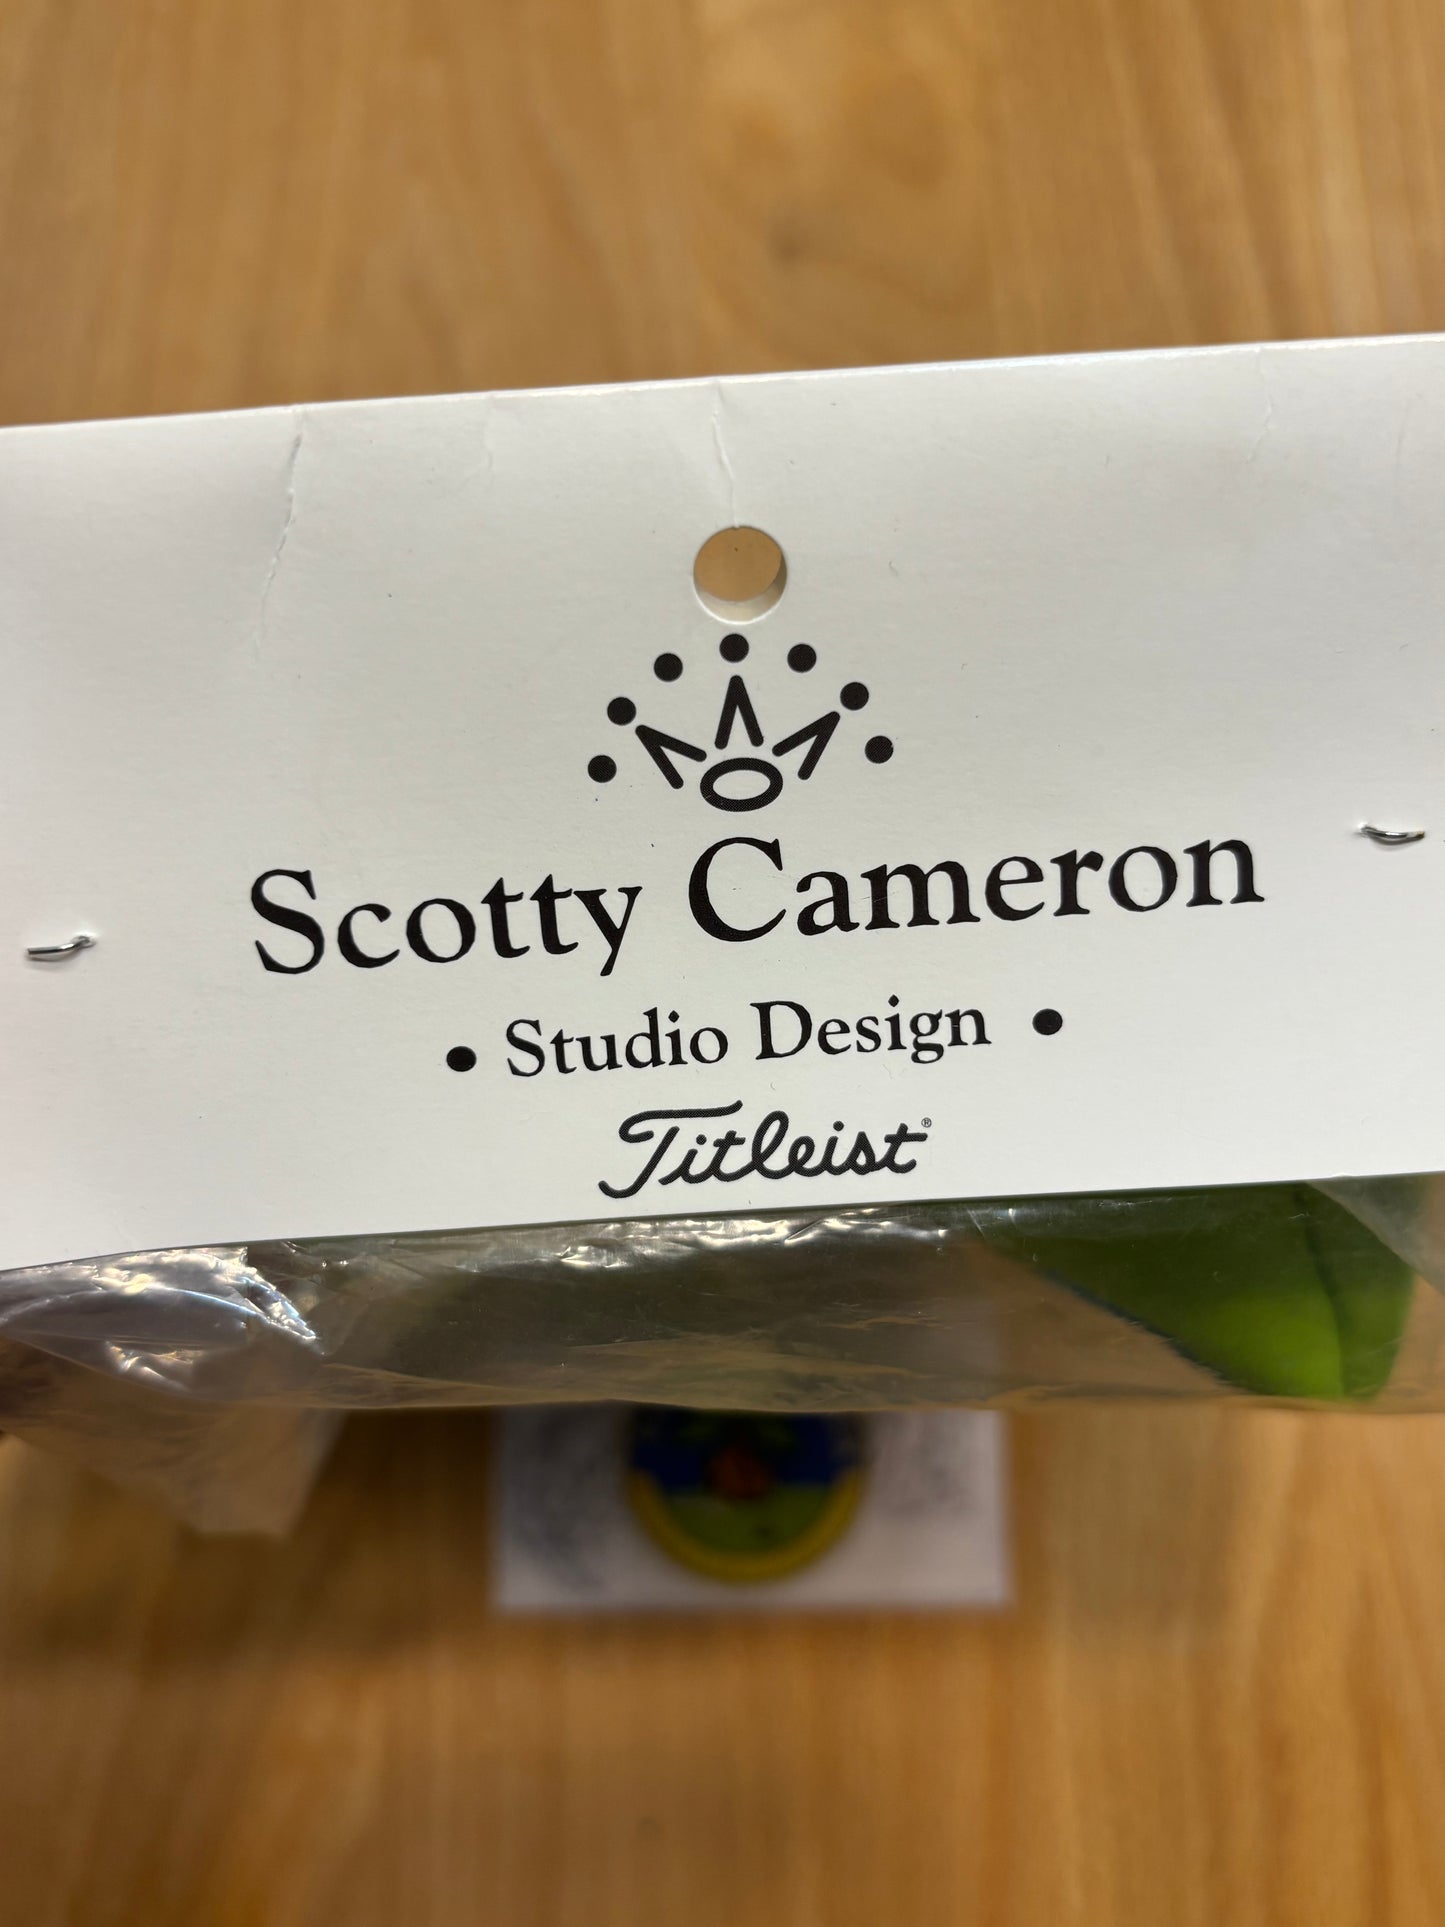 Scotty Cameron
• Studio Design •
Titleist®